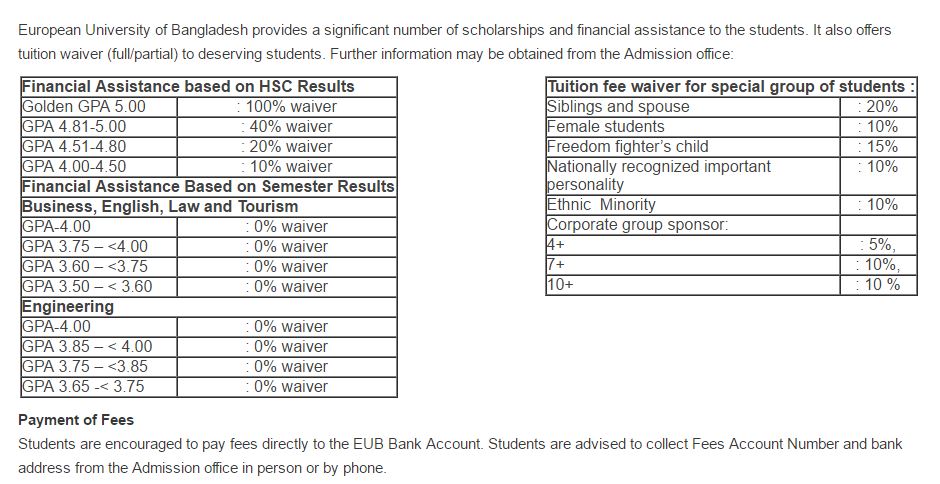 European University of Bangladesh provides a significant number of scholarships and financial assistance to the students. It also offers
tuition waiver (full/partial) to deserving students. Further information may be obtained from the Admission office:
Financial Assistance based on HSC Results
Golden GPA 5.00 : 100% waiver
GPA 4.81-5.00 : 40% waiver
GPA 4.51-4.80 : 20% waiver
GPA 4.00-4.50 : 10% waiver
Financial Assistance Based on Semester Results
Business, English, Law and Tourism
GPA-4.00 : 0% waiver
GPA 3.75 – <4.00 : 0% waiver
GPA 3.60 – <3.75 : 0% waiver
GPA 3.50 – < 3.60 : 0% waiver
Engineering
GPA-4.00 : 0% waiver
GPA 3.85 – < 4.00 : 0% waiver
GPA 3.75 – <3.85 : 0% waiver
GPA 3.65 -< 3.75 : 0% waiver
Tuition fee waiver for special group of students :
Siblings and spouse : 20%
Female students : 10%
Freedom fighter's child : 15%
Nationally recognized important : 10%
personality
Ethnic Minority : 10%
Corporate group sponsor:
4+ : 5%,
7+ : 10%,
10+ : 10 %
Payment of Fees
Students are encouraged to pay fees directly to the EUB Bank Account. Students are advised to collect Fees Account Number and bank
address from the Admission office in person or by phone.